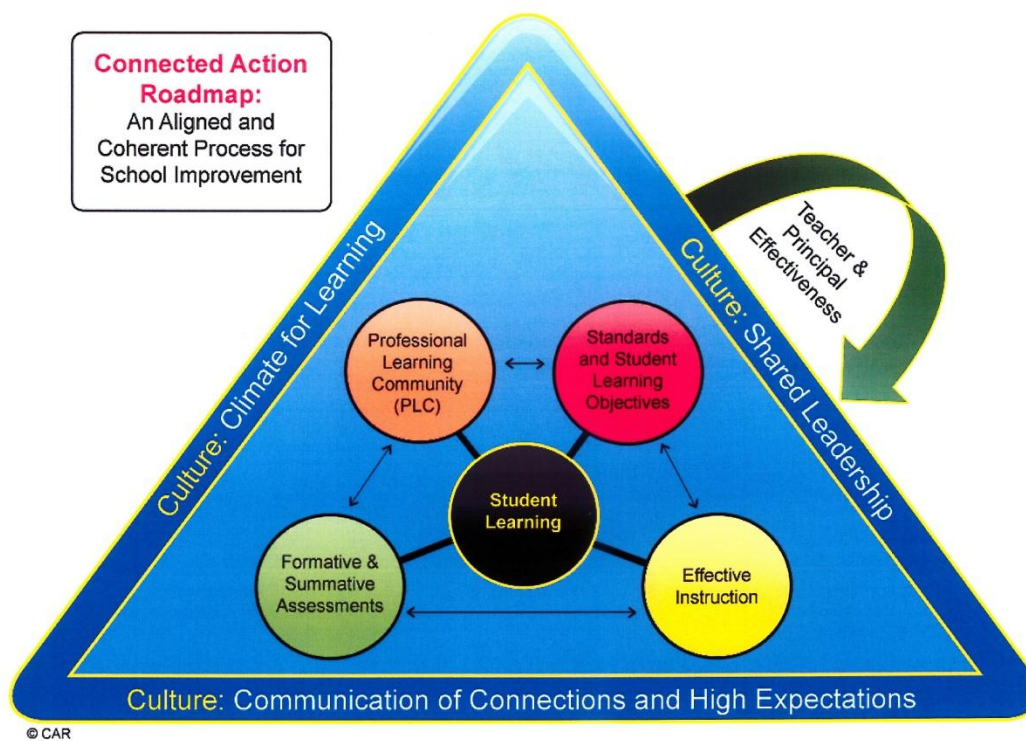 Connected Action
Roadmap:
An Aligned and
Coherent Process for
School Improvement
Culture: Climate for Learning
Culture: Shared Leadership
Teacher &
Principal
Effectiveness
Professional
Learning
Community
(PLC)
Standards
and Student
Learning
Objectives
Student
Learning
Formative &
Summative
Assessments
Effective
Instruction
Culture: Communication of Connections and High Expectations
© CAR